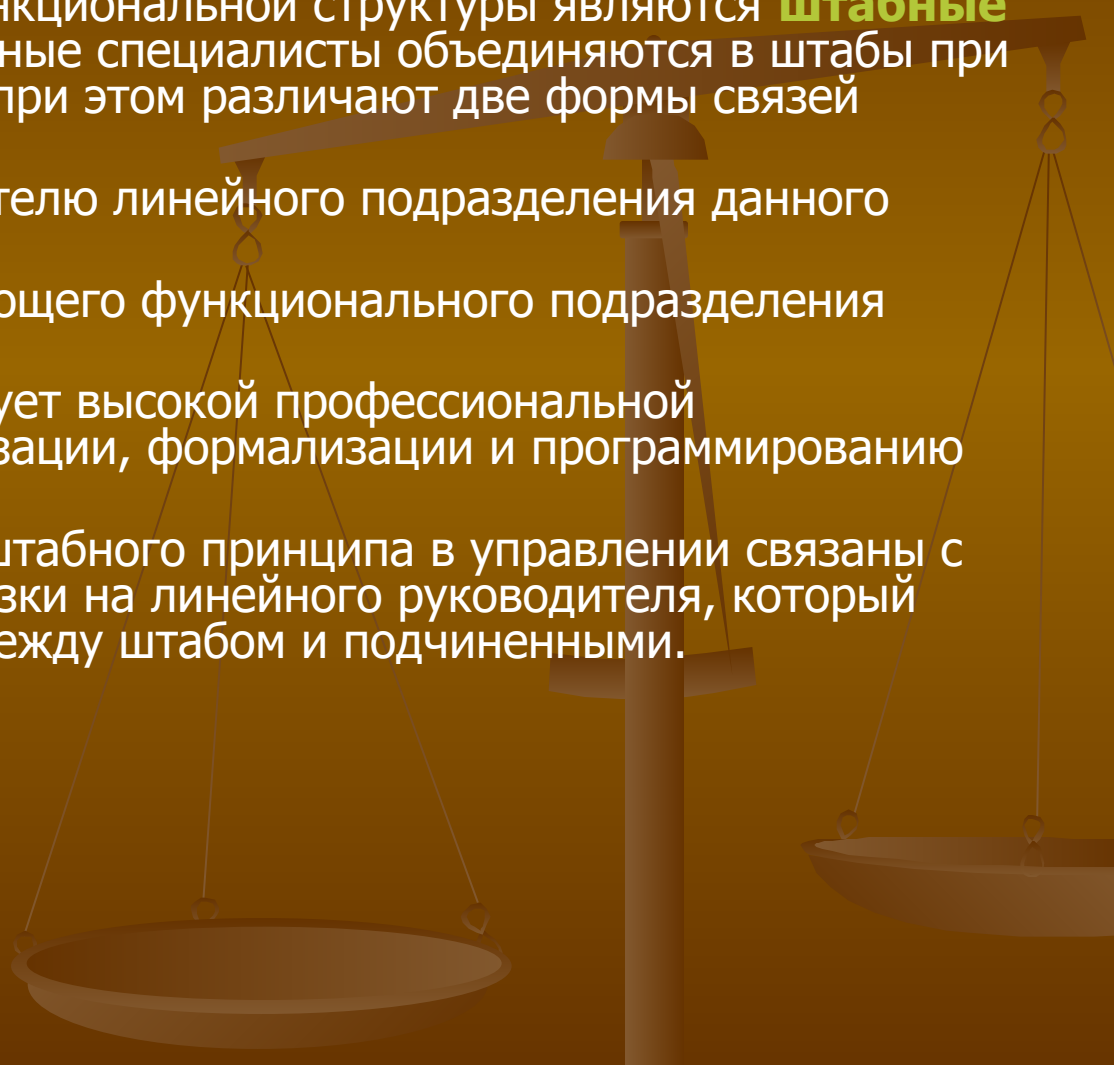 нкциональной структуры являются штабные
ные специалисты объединяются в штабы при
при этом различают две формы связей
телю линейного подразделения данного
ющего функционального подразделения
ует высокой профессиональной
зации, формализации и программированию
штабного принципа в управлении связаны с
зки на линейного руководителя, который
ежду штабом и подчиненными.